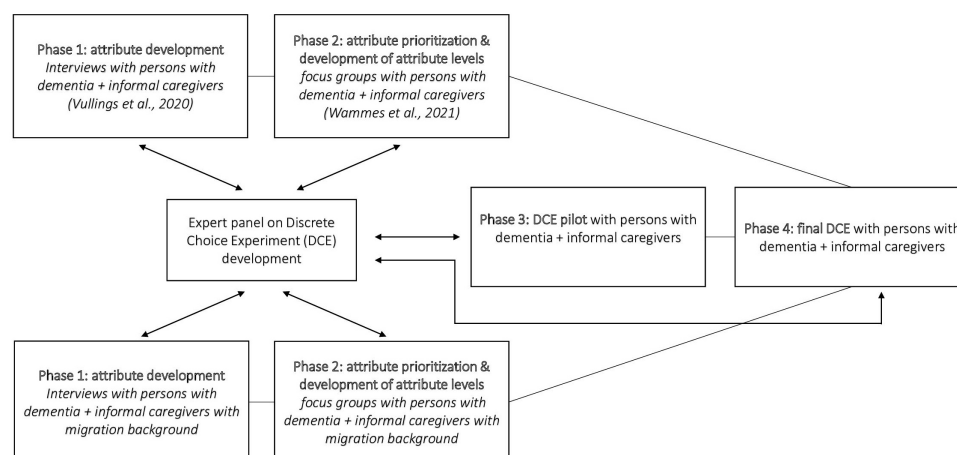 Phase 1: attribute development
Interviews with persons with
dementia + informal caregivers
(Vullings et al., 2020)
Phase 2: attribute prioritization &
development of attribute levels
focus groups with persons with
dementia + informal caregivers
(Wammes et al., 2021)
Expert panel on Discrete
Choice Experiment (DCE)
development
Phase 3: DCE pilot with persons with
dementia + informal caregivers
Phase 4: final DCE with persons with
dementia + informal caregivers
Phase 1: attribute development
Interviews with persons with
dementia + informal caregivers with
migration background
Phase 2: attribute prioritization &
development of attribute levels
focus groups with persons with
dementia + informal caregivers with
migration background